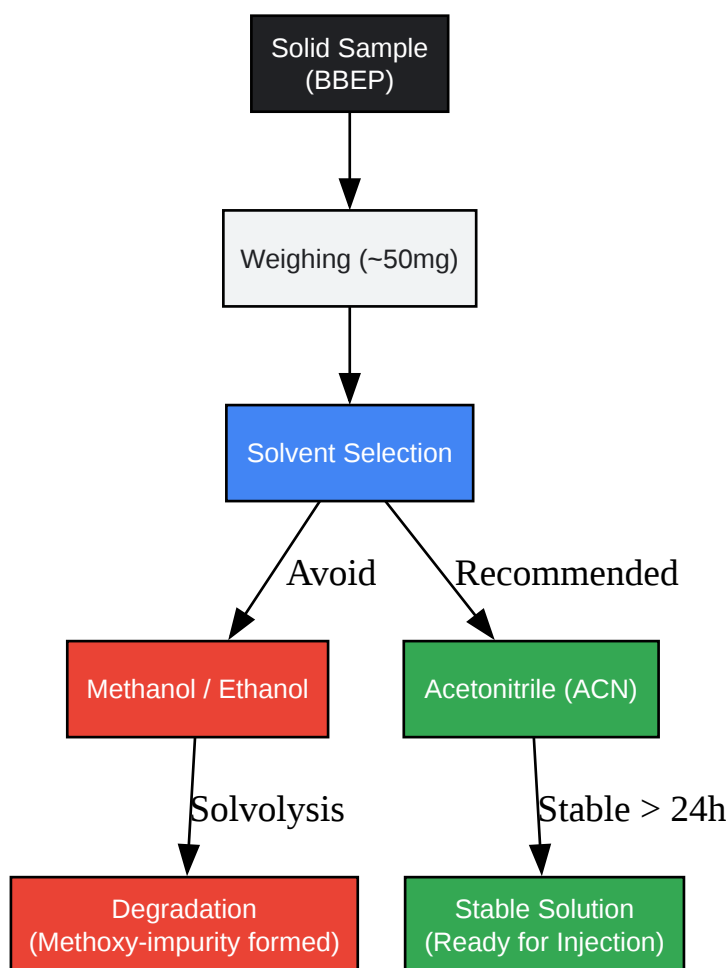 Solid Sample
(BBEP)
Weighing (~50mg)
Solvent Selection
Avoid
Recommended
Methanol / Ethanol
Acetonitrile (ACN)
Solvolysis
Stable > 24h
Degradation
(Methoxy-impurity formed)
Stable Solution
(Ready for Injection)